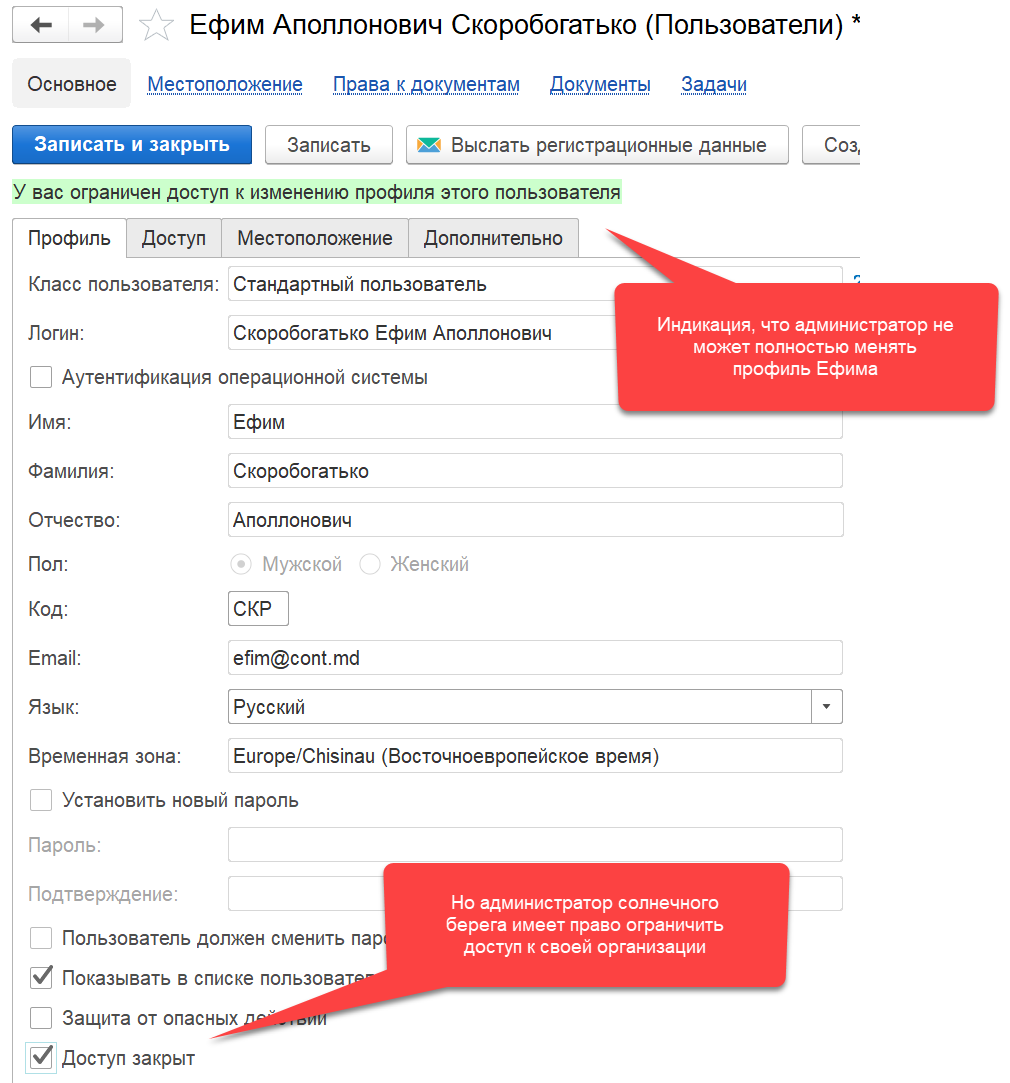 Ефим Аполлонович Скоробогатько (Пользователи) *
Основное Местоположение Права к документам Документы Задачи
Записать и закрыть Записать Выслать регистрационные данные Соз
У вас ограничен доступ к изменению профиля этого пользователя
Профиль Доступ Местоположение Дополнительно
Класс пользователя: Стандартный пользователь
Индикация, что администратор не
может полностью менять
профиль Ефима
Логин: Скоробогатько Ефим Аполлонович
Аутентификация операционной системы
Имя: Ефим
Фамилия: Скоробогатько
Отчество: Аполлонович
Пол: Мужской Женский
Код: СКР
Email: efim@cont.md
Язык: Русский
Временная зона: Europe/Chisinau (Восточноевропейское время)
Установить новый пароль
Пароль:
Подтверждение:
Но администратор солнечного
берега имеет право ограничить
доступ к своей организации
Пользователь должен сменить
Показывать в списке
Защита от опасных действий
Доступ закрыт